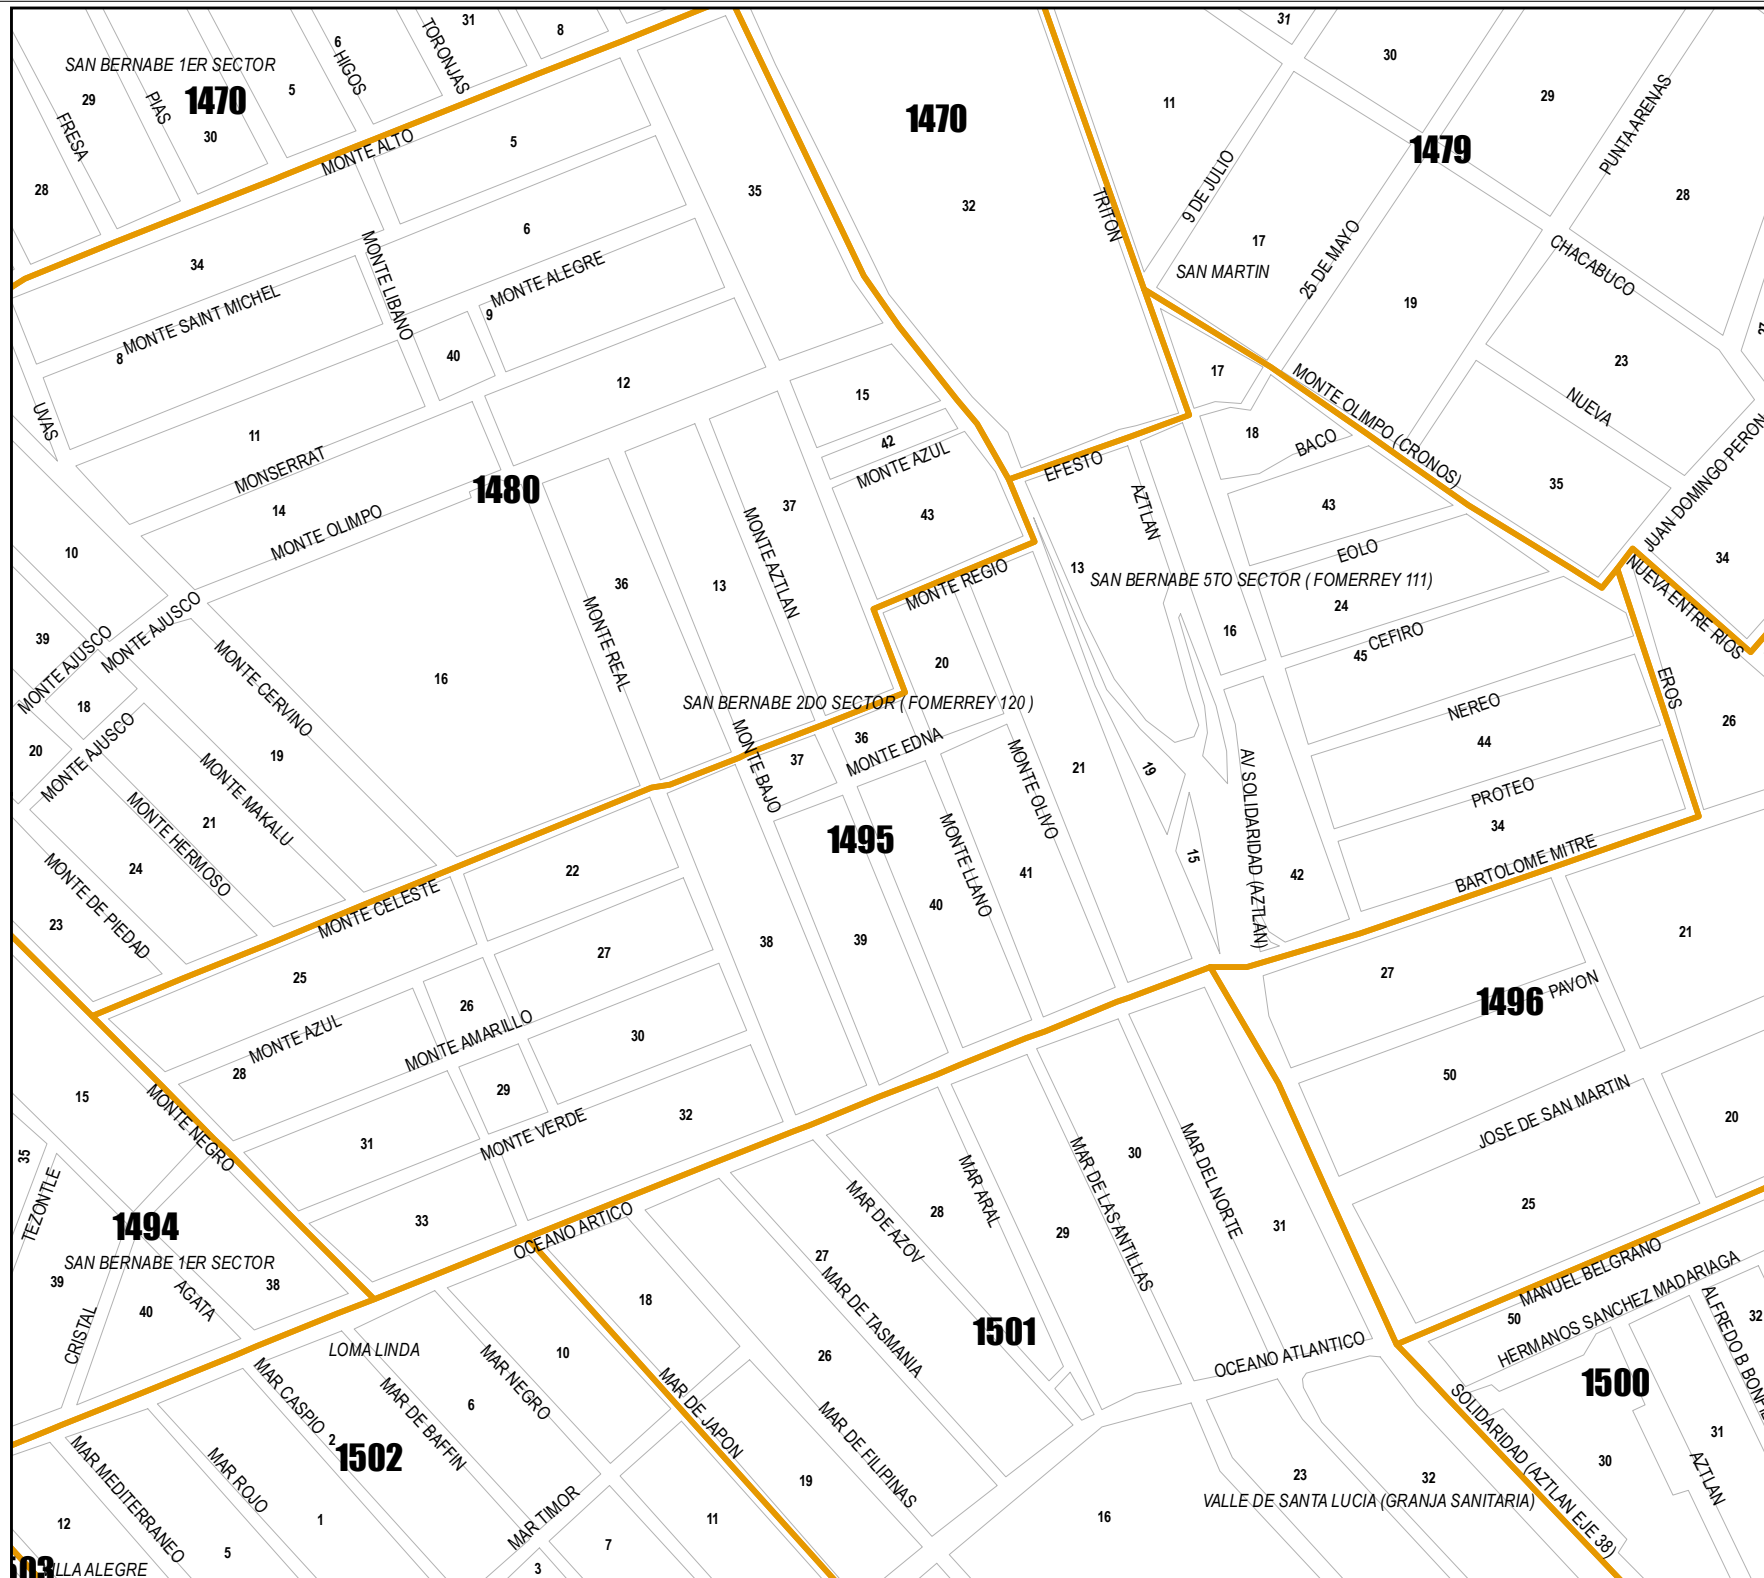 31
8
31
6
TORONJAS
HIGOS
SAN BERNABE 1ER SECTOR
1470
5
29
PIAS
30
FRESA
28
MONTE ALTO
5
35
1470
32
TRITON
11
30
29
1479
PUNTA ARENAS
9 DE JULIO
28
17
SAN MARTIN
25 DE MAYO
CHACABUCO
19
6
34
MONTE LIBANO
MONTE ALEGRE
9
MONTE SAINT MICHEL
8
40
12
15
17
23
MONTE OLIMPO (CRONOS)
NUEVA
UVAS
11
42
18
BACO
MONSERRAT
MONTE AZUL
EFESTO
JUAN DOMINGO PERON
1480
35
14
37
43
AZTLAN
43
MONTE OLIMPO
MONTE AZTLAN
10
EOLO
34
13
MONTE REGIO
SAN BERNABE 5TO SECTOR ( FOMERREY 111)
NUEVA ENTRE RIOS
36
13
24
MONTE AJUSCO
MONTE AJUSCO
39
MONTE REAL
16
CEFIRO
45
MONTE CERVINO
20
16
EROS
18
SAN BERNABE 2DO SECTOR ( FOMERREY 120 )
NEREO
26
20
MONTE AJUSCO
19
MONTE BAJO
36
MONTE EDNA
44
37
MONTE OLIVO
21
19
AV SOLIDARIDAD (AZTLAN)
MONTE MAKALU
MONTE HERMOSO
21
PROTEO
34
1495
MONTE LLANO
15
24
MONTE DE PIEDAD
22
41
42
BARTOLOME MITRE
MONTE CELESTE
40
23
38
39
21
27
25
27
PAVON
1496
26
MONTE AZUL
MONTE AMARILLO
30
28
50
29
15
MONTE NEGRO
JOSE DE SAN MARTIN
32
20
31
MONTE VERDE
35
MAR DE LAS ANTILLAS
30
MAR DEL NORTE
TEZONTLE
MAR ARAL
MAR DE AZOV
28
25
1494
33
OCEANO ARTICO
29
31
SAN BERNABE 1ER SECTOR
27
MANUEL BELGRANO
39
38
AGATA
HERMANOS SANCHEZ MADARIAGA
40
18
MAR DE TASMANIA
50
32
CRISTAL
1501
ALFREDO B BONFI
LOMA LINDA
10
26
OCEANO ATLANTICO
MAR NEGRO
1500
MAR CASPIO
MAR DE BAFFIN
6
MAR DE JAPON
SOLIDARIDAD (AZTLAN EJE 38)
2
1502
MAR DE FILIPINAS
31
MAR MEDITERRANEO
MAR ROJO
30
19
23
32
AZTLAN
VALLE DE SANTA LUCIA (GRANJA SANITARIA)
12
1
MAR TIMOR
11
16
5
7
3
503
LLA ALEGRE